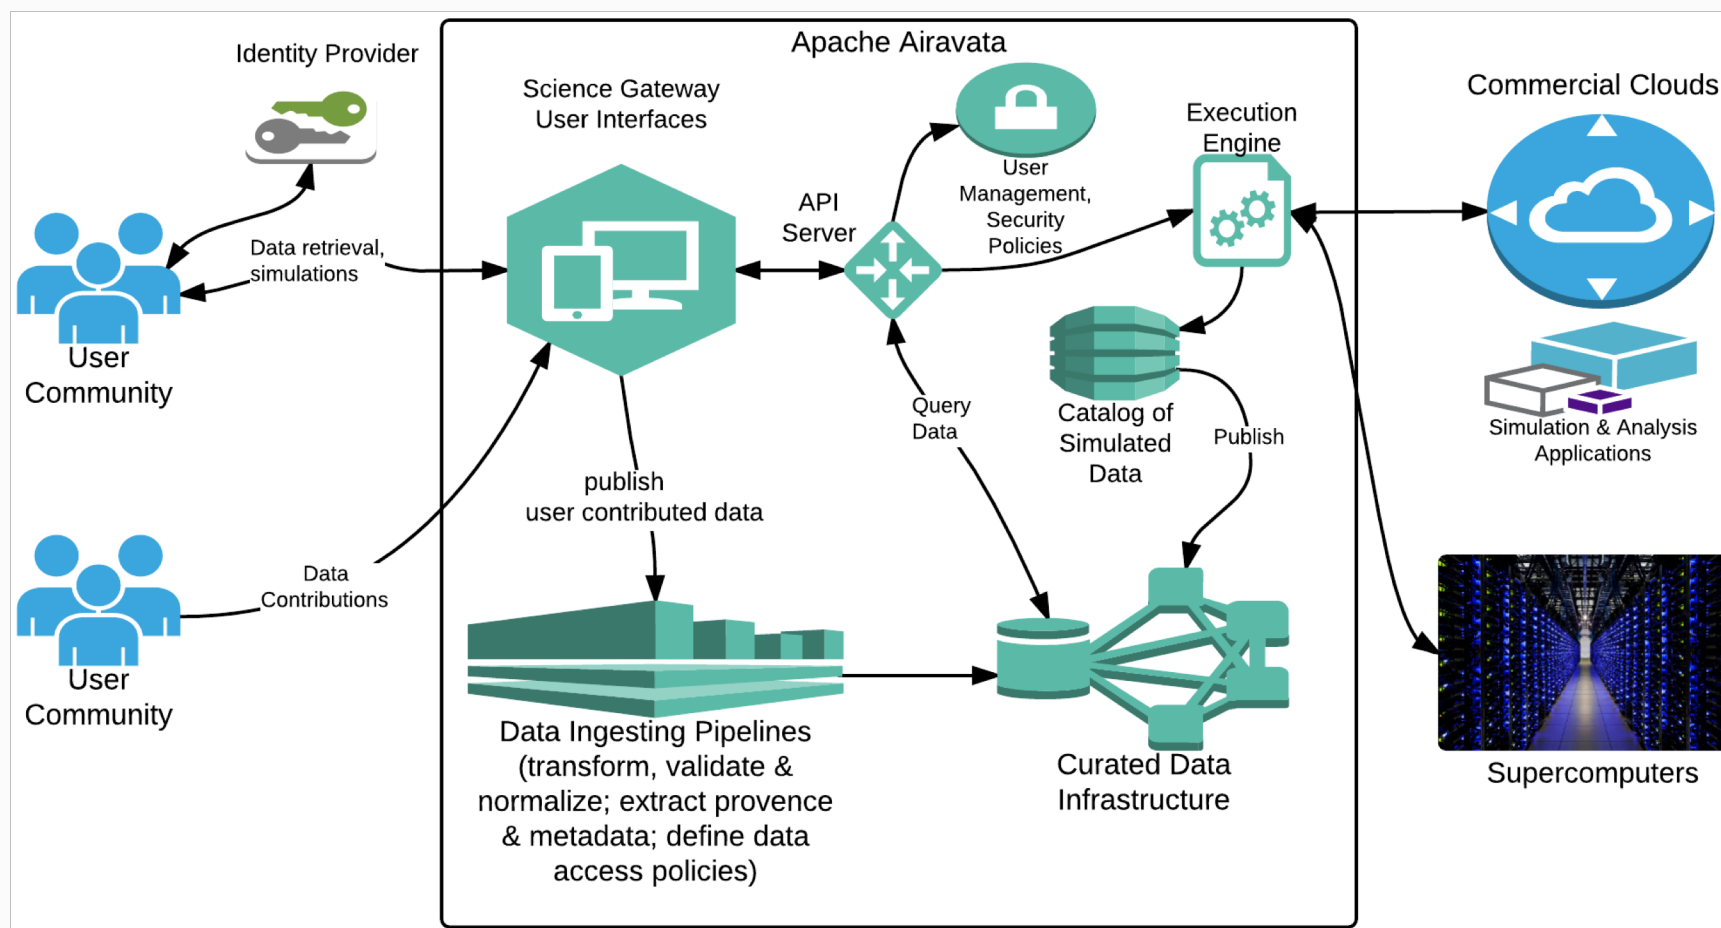 Apache Airavata
Identity Provider
Science Gateway
User Interfaces
Execution
Engine
Commercial Clouds
API
Server
User
Management,
Security
Policies
Data retrieval,
simulations
User
Community
Query
Data
Catalog of
Simulated
Data
Publish
Simulation & Analysis
Applications
publish
user contributed data
Data
Contributions
User
Community
Data Ingesting Pipelines
(transform, validate &
normalize; extract provence
& metadata; define data
access policies)
Curated Data
Infrastructure
Supercomputers